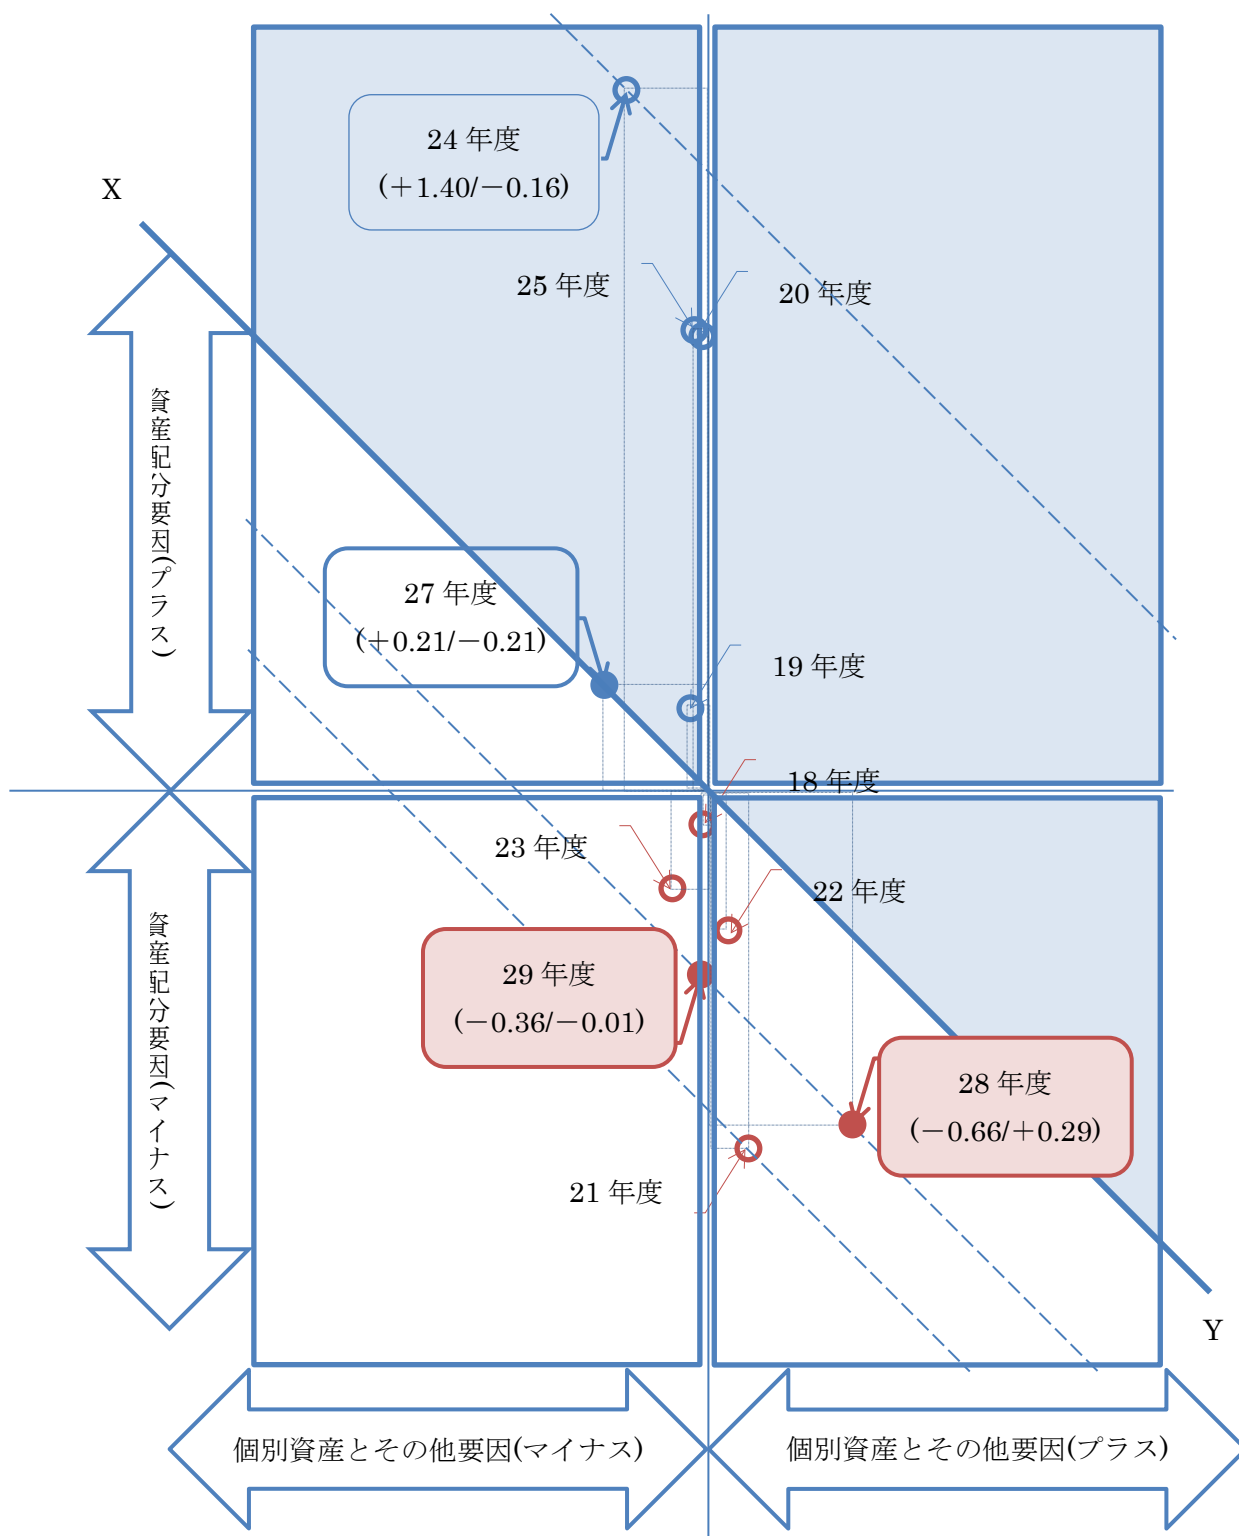 24 年度
(＋1.40/－0.16)
X
25 年度
20 年度
資産配分要因(プラス)
27 年度
(＋0.21/－0.21)
19 年度
18 年度
23 年度
22 年度
資産配分要因(マイナス)
29 年度
(－0.36/－0.01)
28 年度
(－0.66/＋0.29)
21 年度
Y
個別資産とその他要因(マイナス)
個別資産とその他要因(プラス)